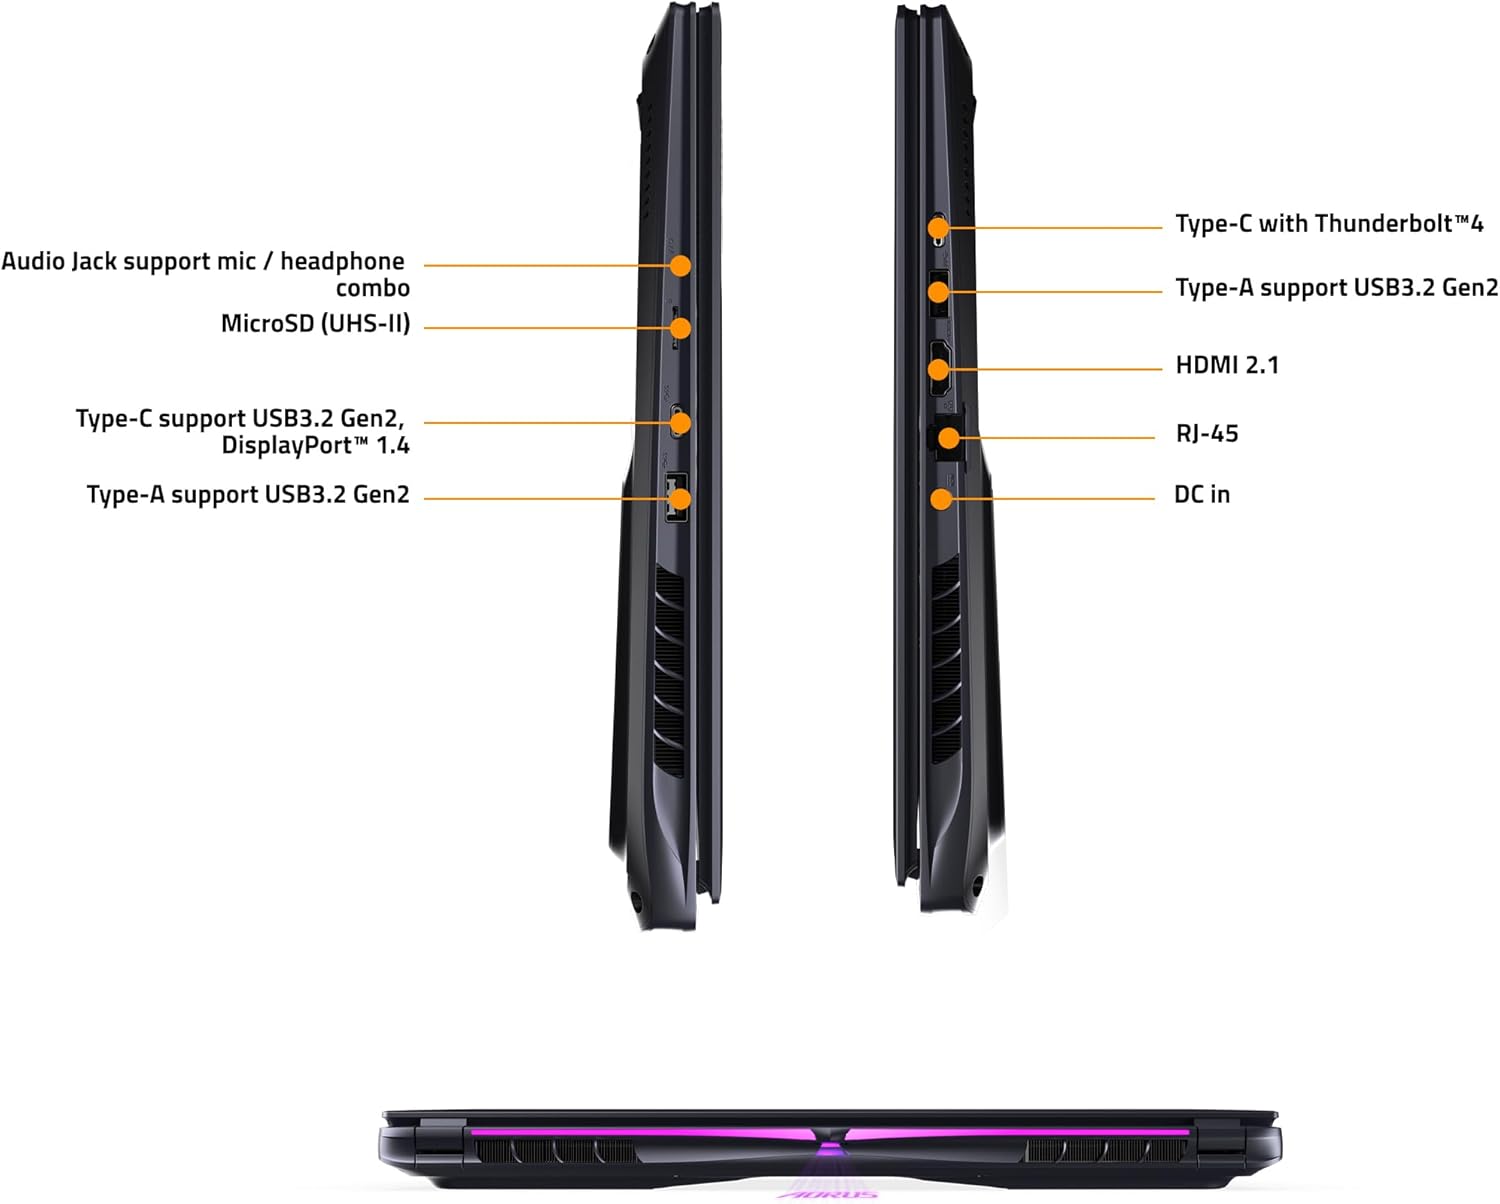 Audio Jack support mic / headphone
combo
MicroSD (UHS-II)
Type-C support USB3.2 Gen2,
DisplayPort™ 1.4
Type-A support USB3.2 Gen2
Type-C with Thunderbolt™4
Type-A support USB3.2 Gen2
HDMI 2.1
RJ-45
DC in
AORUS